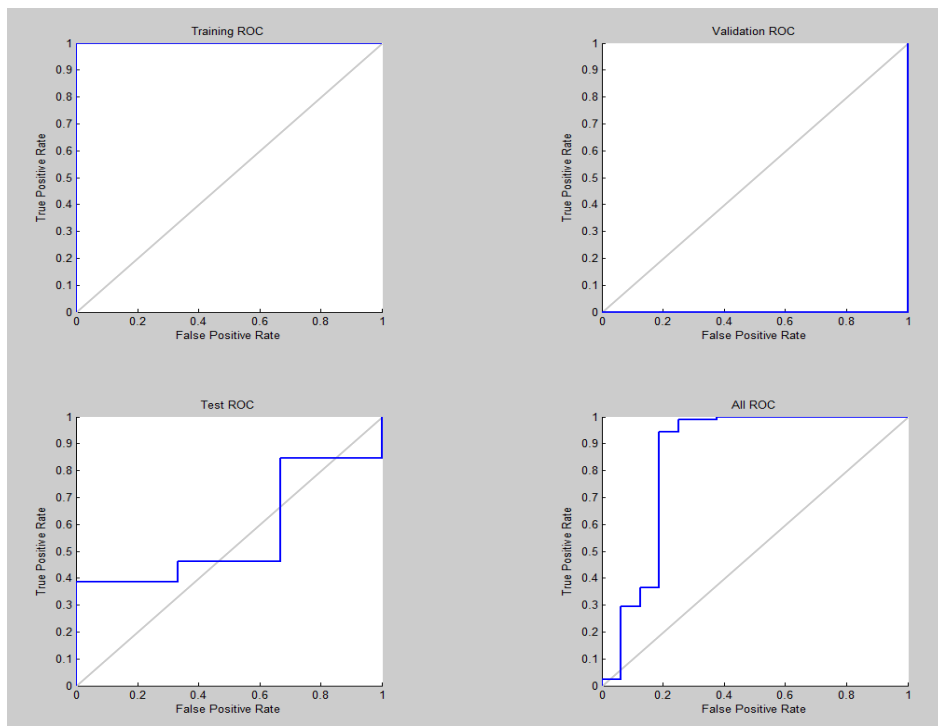 Training ROC
1
0.9
0.8
0.7
0.6
0.5
0.4
0.3
0.2
0.1
0
True Positive Rate
0 0.2 0.4 0.6 0.8 1
False Positive Rate
Validation ROC
1
0.9
0.8
0.7
0.6
0.5
0.4
0.3
0.2
0.1
0
True Positive Rate
0 0.2 0.4 0.6 0.8 1
False Positive Rate
Test ROC
1
0.9
0.8
0.7
0.6
0.5
0.4
0.3
0.2
0.1
0
True Positive Rate
0 0.2 0.4 0.6 0.8 1
False Positive Rate
All ROC
1
0.9
0.8
0.7
0.6
0.5
0.4
0.3
0.2
0.1
0
True Positive Rate
0 0.2 0.4 0.6 0.8 1
False Positive Rate